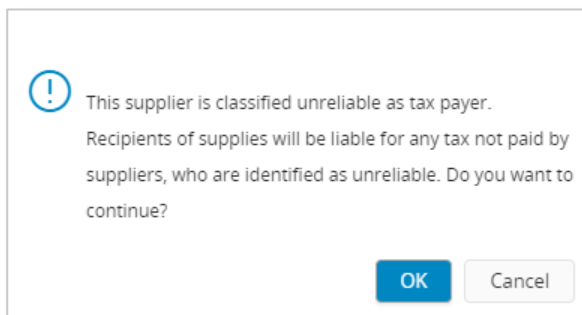 This supplier is classified unreliable as tax payer.
Recipients of supplies will be liable for any tax not paid by
suppliers, who are identified as unreliable. Do you want to
continue?
OK Cancel